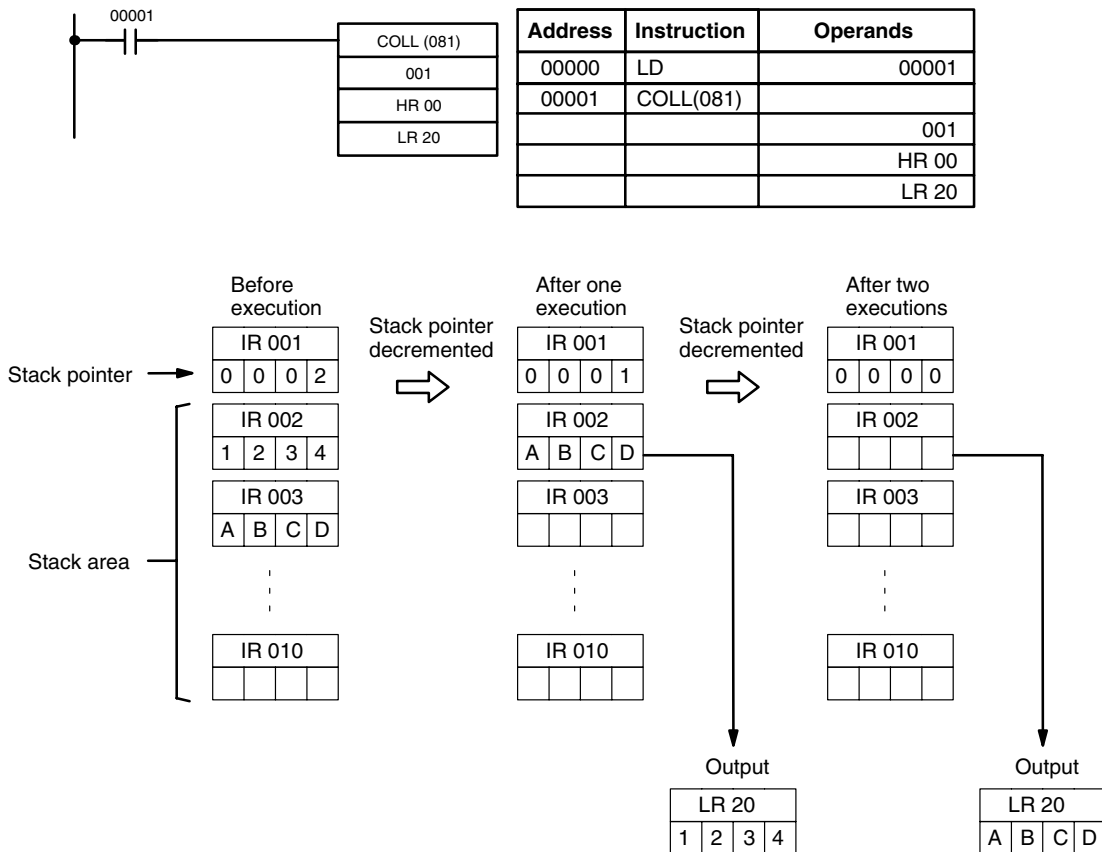 00001
COLL (081)
001
HR 00
LR 20
Address Instruction Operands
00000 LD 00001
00001 COLL(081)
001
HR 00
LR 20
Before
execution
After one
execution
After two
executions
Stack pointer
decremented
Stack pointer
decremented
IR 001 IR 001 IR 001
Stack pointer 0 0 0 2 0 0 0 1 0 0 0 0
IR 002 IR 002 IR 002
1 2 3 4 A B C D
IR 003 IR 003 IR 003
A B C D
Stack area
IR 010 IR 010 IR 010
Output Output
LR 20 LR 20
1 2 3 4 A B C D